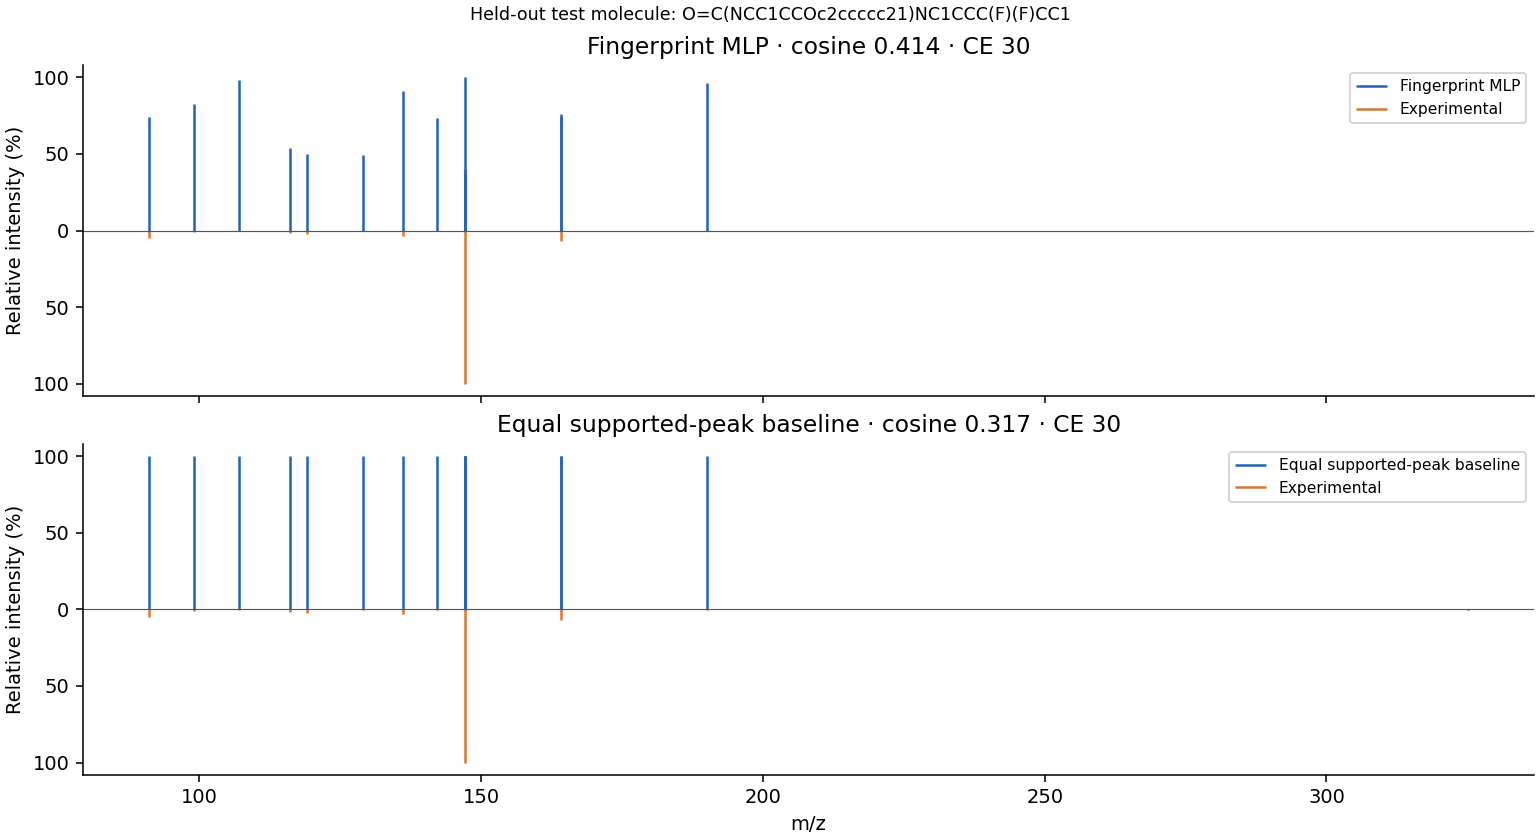 Held-out test molecule: O=C(NCC1CCOc2ccccc21)NC1CCC(F)(F)CC1
Fingerprint MLP · cosine 0.414 · CE 30
Relative intensity (%)
100
50
0
50
100
Fingerprint MLP
Experimental
Equal supported-peak baseline · cosine 0.317 · CE 30
Relative intensity (%)
100
50
0
50
100
Equal supported-peak baseline
Experimental
100
150
200
250
300
m/z